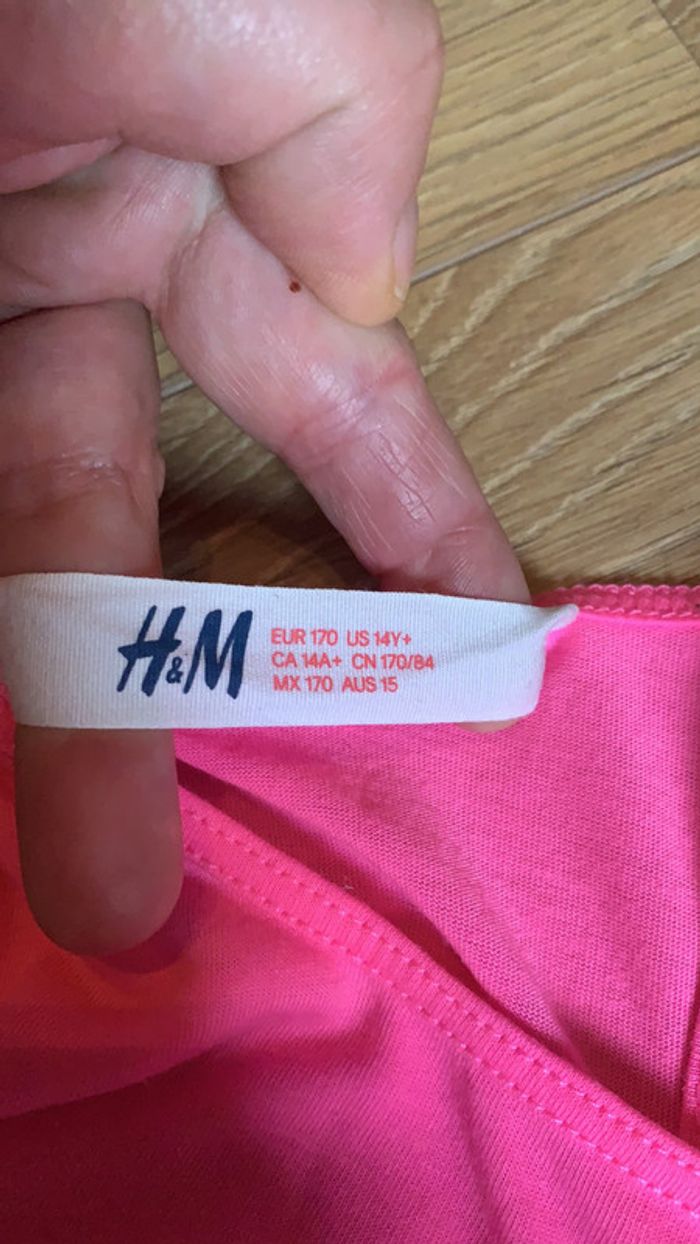 H&M
EUR 170 US 14Y+
CA 14A+ CN 170/84
MX 170 AUS 15